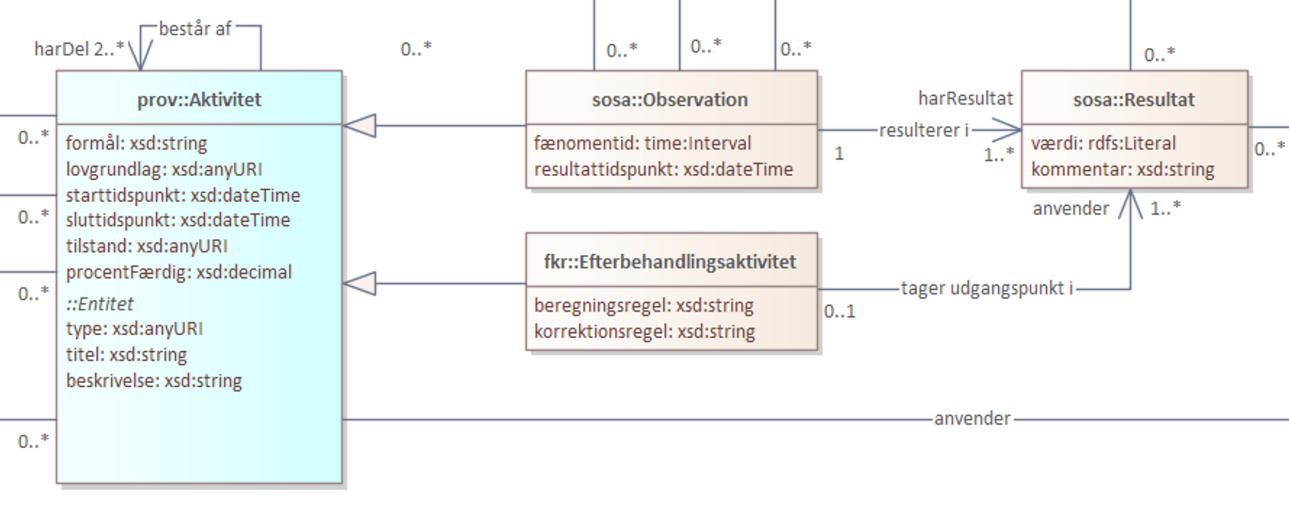 består af
harDel 2..*
0..*
0..*
0..*
0..*
0..*
prov::Aktivitet
formål: xsd:string
lovgrundlag: xsd:anyURI
starttidspunkt: xsd:dateTime
sluttidspunkt: xsd:dateTime
tilstand: xsd:anyURI
procentFærdig: xsd:decimal
::Entitet
type: xsd:anyURI
titel: xsd:string
beskrivelse: xsd:string
0..*
0..*
0..*
0..*
sosa::Observation
fænomentid: time:Interval
resultattidspunkt: xsd:dateTime
harResultat
resulterer i
1
1..*
sosa::Resultat
værdi: rdfs:Literal
kommentar: xsd:string
0..*
anvender
1..*
fkr::Efterbehandlingsaktivitet
beregningsregel: xsd:string
korrektionsregel: xsd:string
tager udgangspunkt i
0..1
anvender